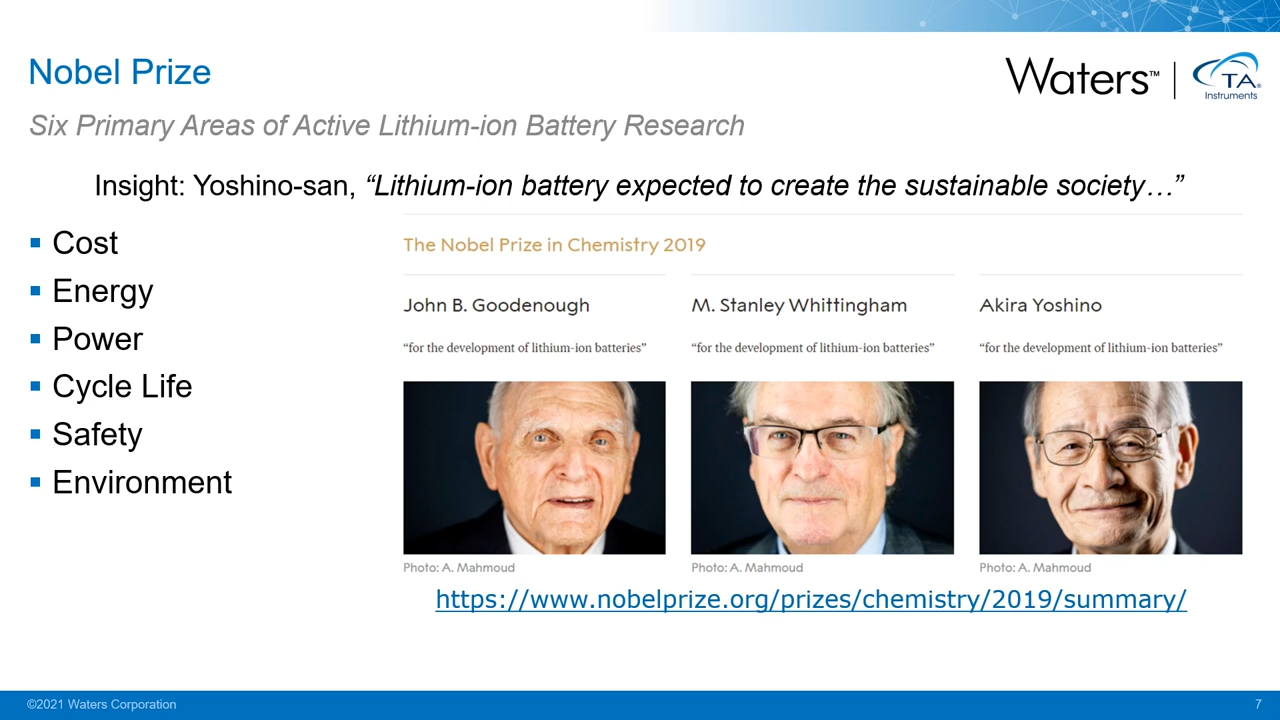 Nobel Prize
Waters™
TA
Instruments
Six Primary Areas of Active Lithium-ion Battery Research
Insight: Yoshino-san, “Lithium-ion battery expected to create the sustainable society…”
▪ Cost
▪ Energy
▪ Power
▪ Cycle Life
▪ Safety
▪ Environment
The Nobel Prize in Chemistry 2019
John B. Goodenough
“for the development of lithium-ion batteries”
Photo: A. Mahmoud
M. Stanley Whittingham
“for the development of lithium-ion batteries”
Photo: A. Mahmoud
Akira Yoshino
“for the development of lithium-ion batteries”
Photo: A. Mahmoud
https://www.nobelprize.org/prizes/chemistry/2019/summary/
©2021 Waters Corporation
7